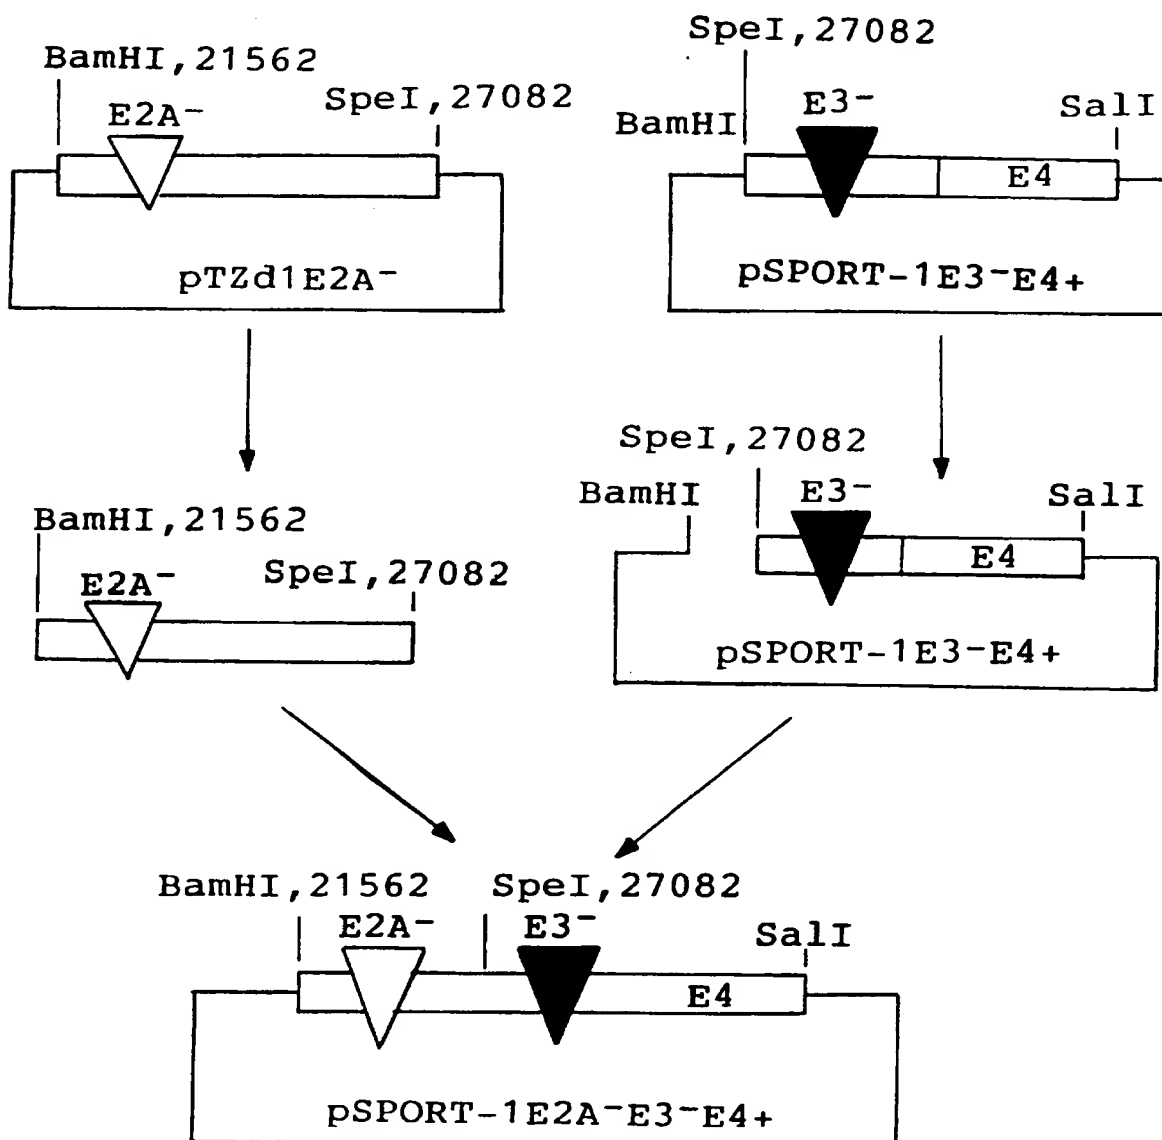 BamHI,21562
E2A⁻
SpeI,27082
pTZd1E2A⁻
SpeI,27082
BamHI
E3⁻
SalI
E4
pSPORT-1E3⁻E4+
BamHI,21562
E2A⁻
SpeI,27082
SpeI,27082
BamHI
E3⁻
SalI
E4
pSPORT-1E3⁻E4+
BamHI,21562
SpeI,27082
E2A⁻
E3⁻
SalI
E4
pSPORT-1E2A⁻E3⁻E4+